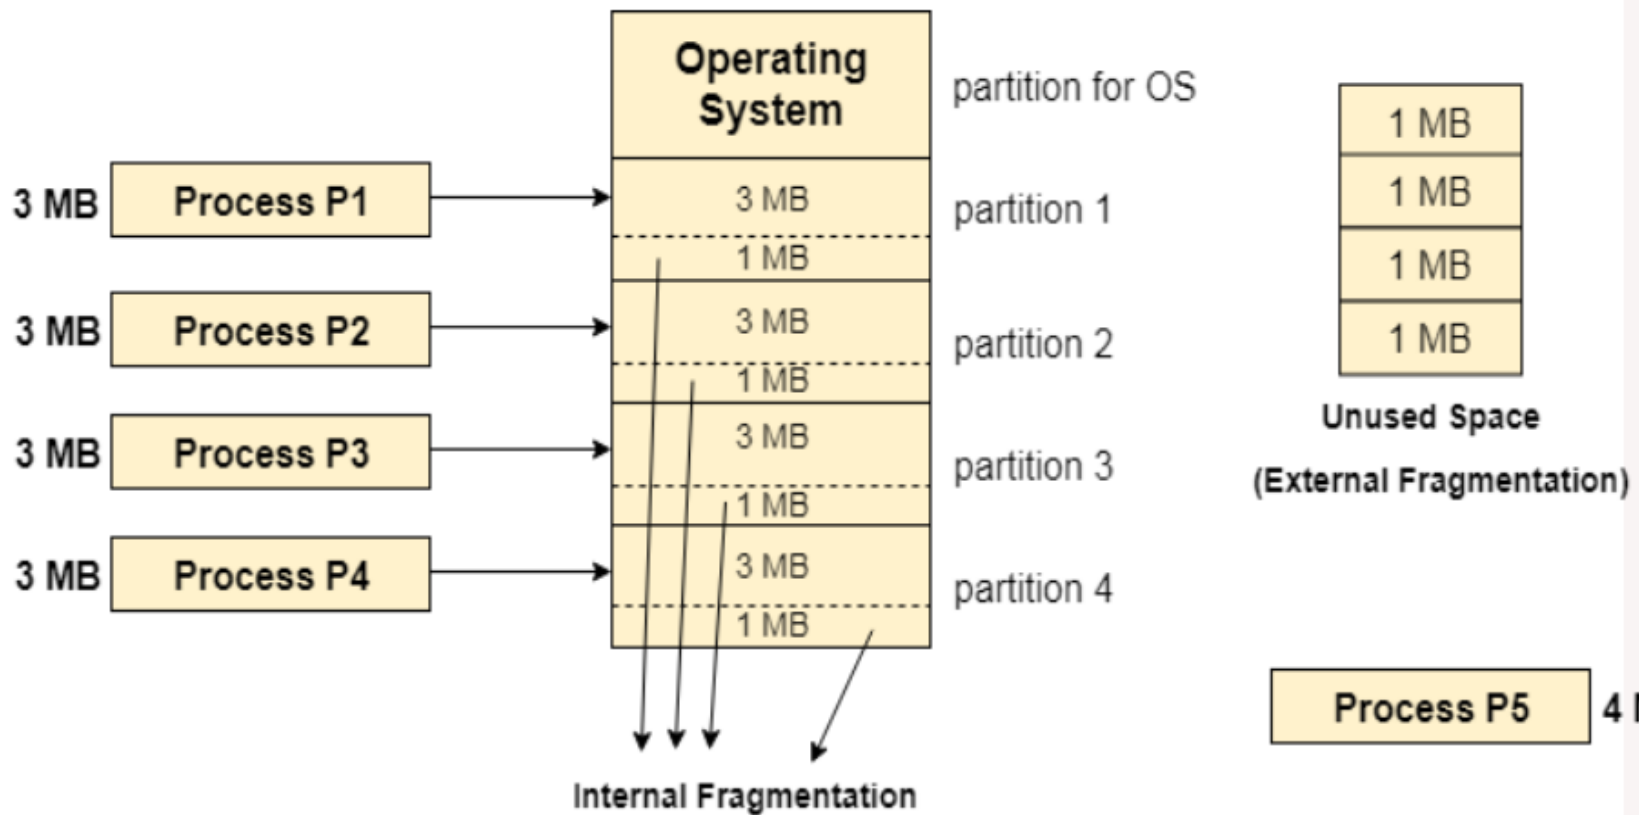 Operating
System
partition for OS
3 MB
Process P1
3 MB
partition 1
1 MB
3 MB
Process P2
3 MB
partition 2
1 MB
3 MB
Process P3
3 MB
partition 3
1 MB
3 MB
Process P4
3 MB
partition 4
1 MB
Internal Fragmentation
1 MB
1 MB
1 MB
1 MB
Unused Space
(External Fragmentation)
Process P5
4